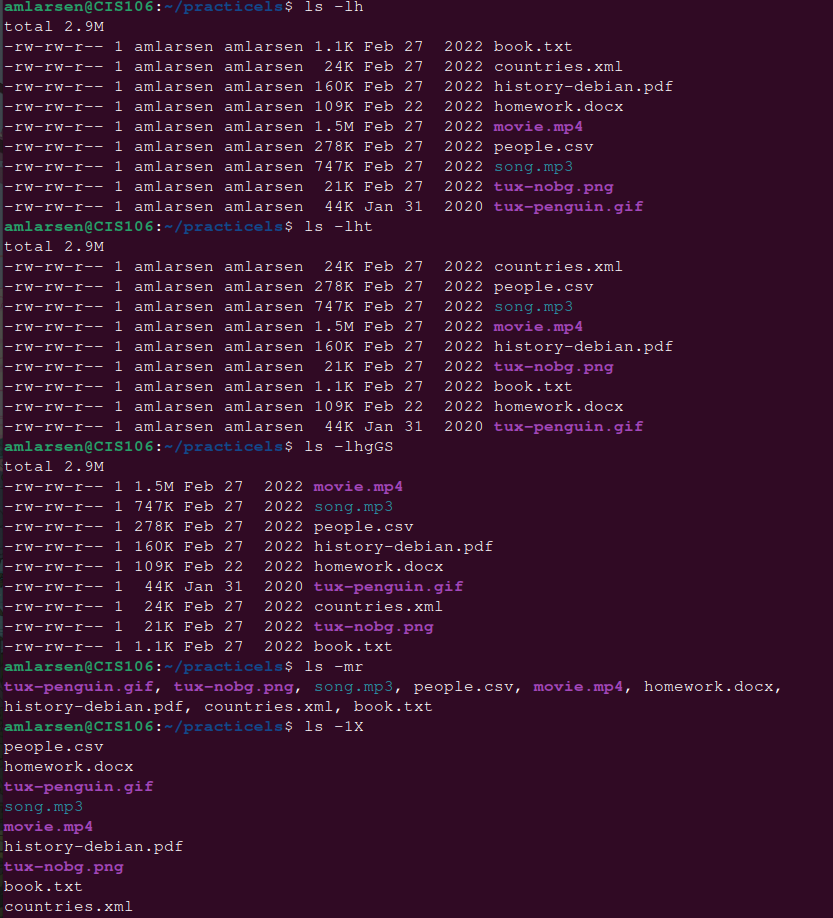 amlarsen@CIS106:~/practicels$ ls -lh
total 2.9M
-rw-rw-r-- 1 amlarsen amlarsen 1.1K Feb 27  2022 book.txt
-rw-rw-r-- 1 amlarsen amlarsen  24K Feb 27  2022 countries.xml
-rw-rw-r-- 1 amlarsen amlarsen 160K Feb 27  2022 history-debian.pdf
-rw-rw-r-- 1 amlarsen amlarsen 109K Feb 22  2022 homework.docx
-rw-rw-r-- 1 amlarsen amlarsen 1.5M Feb 27  2022 movie.mp4
-rw-rw-r-- 1 amlarsen amlarsen 278K Feb 27  2022 people.csv
-rw-rw-r-- 1 amlarsen amlarsen 747K Feb 27  2022 song.mp3
-rw-rw-r-- 1 amlarsen amlarsen  21K Feb 27  2022 tux-nobg.png
-rw-rw-r-- 1 amlarsen amlarsen  44K Jan 31  2020 tux-penguin.gif
amlarsen@CIS106:~/practicels$ ls -lht
total 2.9M
-rw-rw-r-- 1 amlarsen amlarsen  24K Feb 27  2022 countries.xml
-rw-rw-r-- 1 amlarsen amlarsen 278K Feb 27  2022 people.csv
-rw-rw-r-- 1 amlarsen amlarsen 747K Feb 27  2022 song.mp3
-rw-rw-r-- 1 amlarsen amlarsen 1.5M Feb 27  2022 movie.mp4
-rw-rw-r-- 1 amlarsen amlarsen 160K Feb 27  2022 history-debian.pdf
-rw-rw-r-- 1 amlarsen amlarsen  21K Feb 27  2022 tux-nobg.png
-rw-rw-r-- 1 amlarsen amlarsen 1.1K Feb 27  2022 book.txt
-rw-rw-r-- 1 amlarsen amlarsen 109K Feb 22  2022 homework.docx
-rw-rw-r-- 1 amlarsen amlarsen  44K Jan 31  2020 tux-penguin.gif
amlarsen@CIS106:~/practicels$ ls -lhgGS
total 2.9M
-rw-rw-r-- 1 1.5M Feb 27  2022 movie.mp4
-rw-rw-r-- 1 747K Feb 27  2022 song.mp3
-rw-rw-r-- 1 278K Feb 27  2022 people.csv
-rw-rw-r-- 1 160K Feb 27  2022 history-debian.pdf
-rw-rw-r-- 1 109K Feb 22  2022 homework.docx
-rw-rw-r-- 1  44K Jan 31  2020 tux-penguin.gif
-rw-rw-r-- 1  24K Feb 27  2022 countries.xml
-rw-rw-r-- 1  21K Feb 27  2022 tux-nobg.png
-rw-rw-r-- 1 1.1K Feb 27  2022 book.txt
amlarsen@CIS106:~/practicels$ ls -mr
tux-penguin.gif, tux-nobg.png, song.mp3, people.csv, movie.mp4, homework.docx,
history-debian.pdf, countries.xml, book.txt
amlarsen@CIS106:~/practicels$ ls -1X
people.csv
homework.docx
tux-penguin.gif
song.mp3
movie.mp4
history-debian.pdf
tux-nobg.png
book.txt
countries.xml